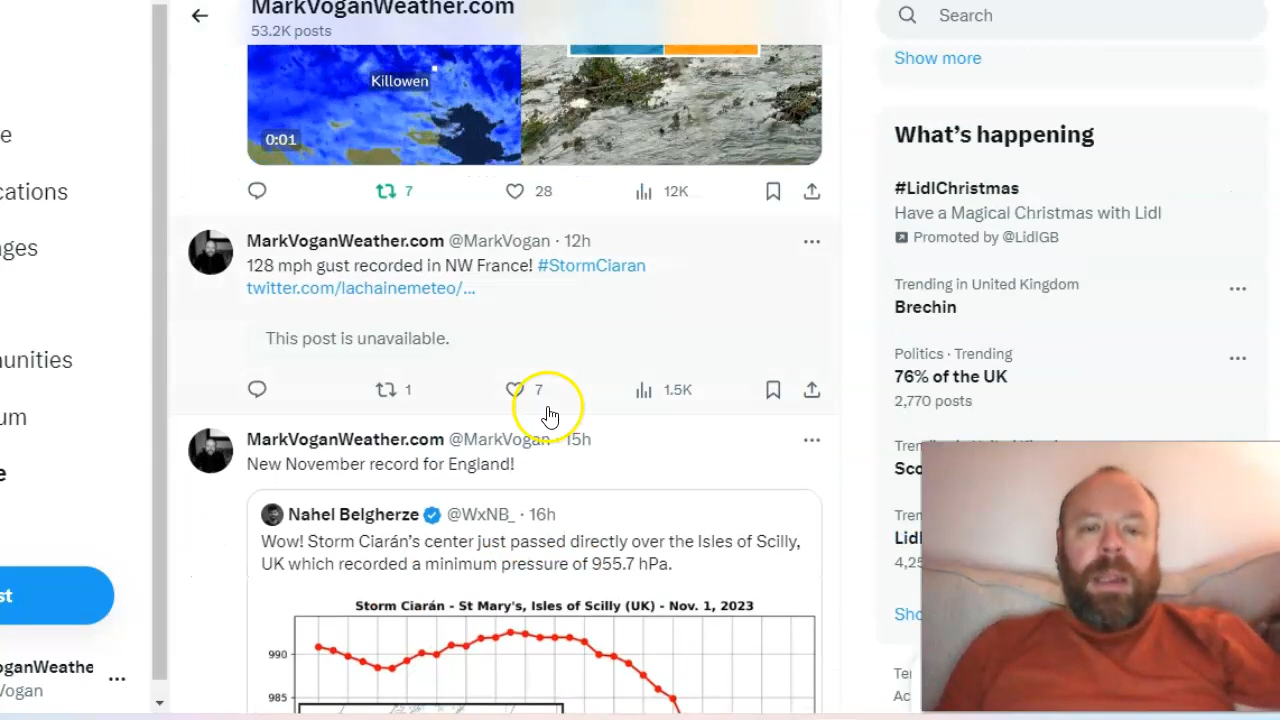 MarkVoganWeather.com
53.2K posts
Search
Show more
Killowen
0:01
7
28
12K
e
cations
ges
unities
um
e
st
oganWeathe
Vogan
MarkVoganWeather.com @MarkVogan · 12h
128 mph gust recorded in NW France! #StormCiaran
twitter.com/lachainemeteo/...
This post is unavailable.
1
7
1.5K
MarkVoganWeather.com @MarkVogan · 15h
New November record for England!
Nahel Belgherze @WxNB_ · 16h
Wow! Storm Ciarán's center just passed directly over the Isles of Scilly,
UK which recorded a minimum pressure of 955.7 hPa.
Storm Ciarán - St Mary's, Isles of Scilly (UK) - Nov. 1, 2023
990
985
What's happening
#LidlChristmas
Have a Magical Christmas with Lidl
Promoted by @LidlGB
Trending in United Kingdom
Brechin
Politics · Trending
76% of the UK
2,770 posts